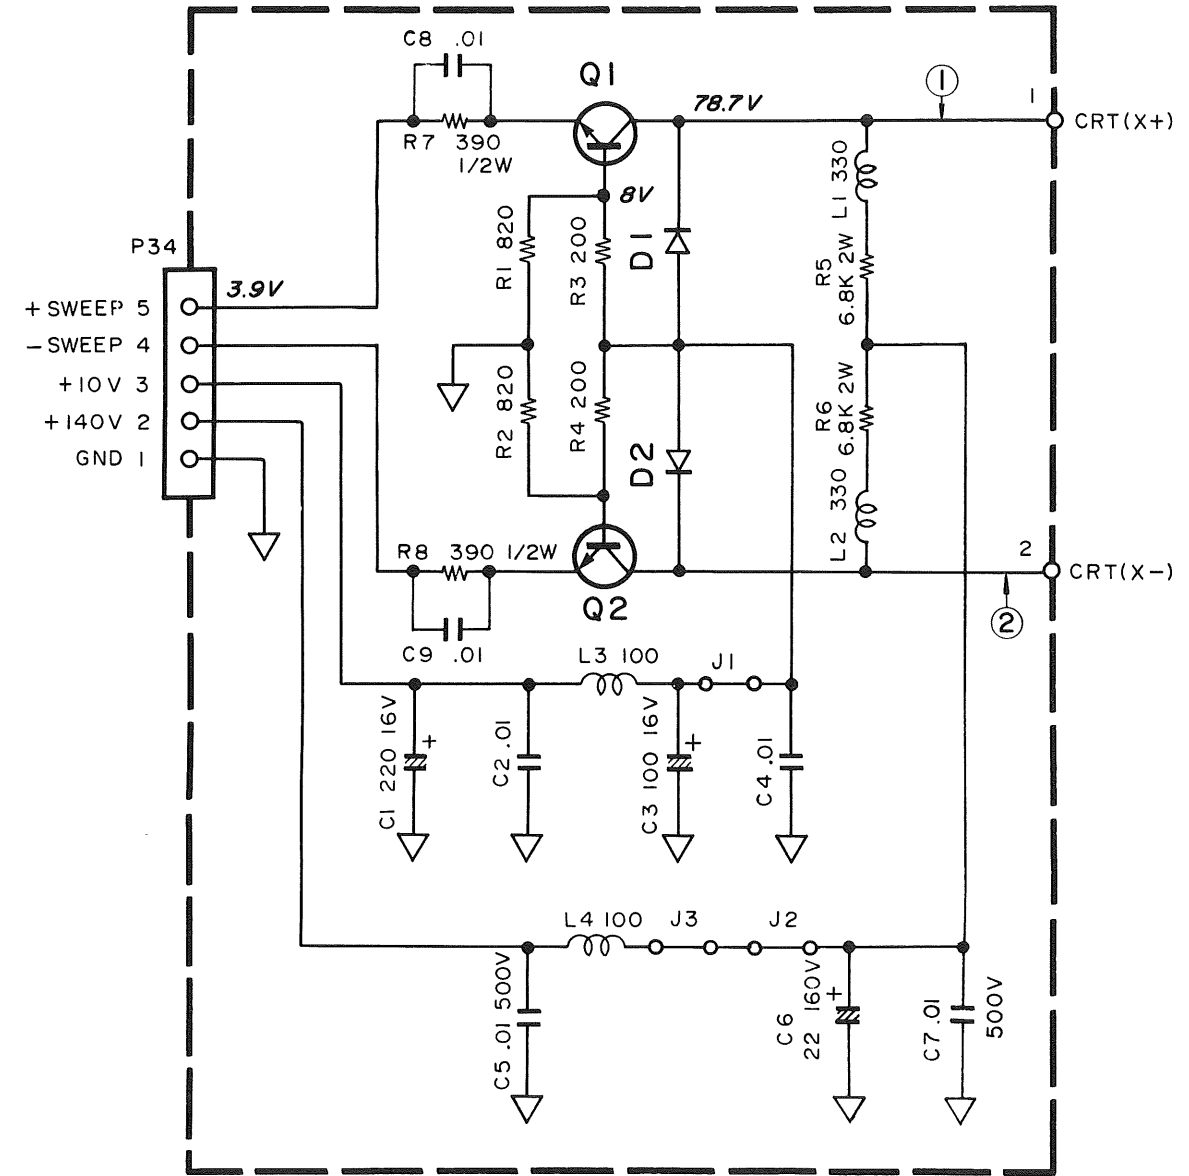 C8 .01
Q1
78.7V
1
1
CRT(X+)
R7 390
1/2W
8V
R1 820
R3 200
D1
L1 330
R5
6.8K 2W
P34
3.9V
+SWEEP 5
-SWEEP 4
+10V 3
+140V 2
GND 1
R2 820
R4 200
D2
R6
6.8K 2W
L2 330
R8 390 1/2W
Q2
2
CRT(X-)
2
C9 .01
L3 100
J1
C1 220 16V
+
C2 .01
C3 100 16V
+
C4 .01
L4 100
J3
J2
C5 .01 500V
C6
22 160V
+
C7 .01
500V